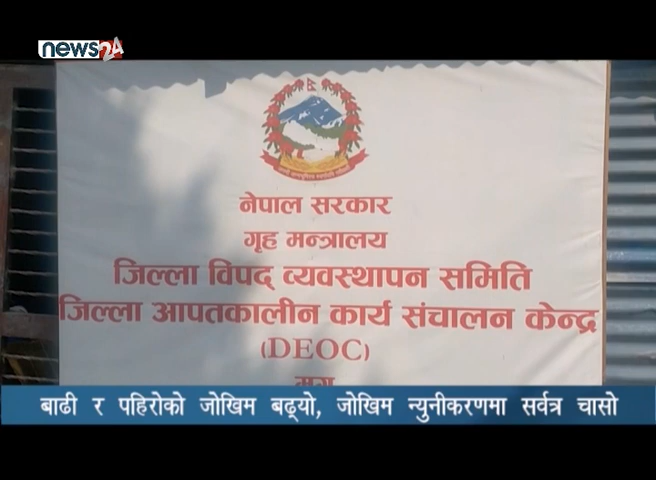 news24
नेपाल सरकार
गृह मन्त्रालय
जिल्ला विपद व्यवस्थापन समिति
जिल्ला आपतकालीन कार्य संचालन केन्द्र
(DEOC)
बाढी र पहिरोको जोखिम बढ्यो, जोखिम न्युनीकरणमा सर्वत्र चासो